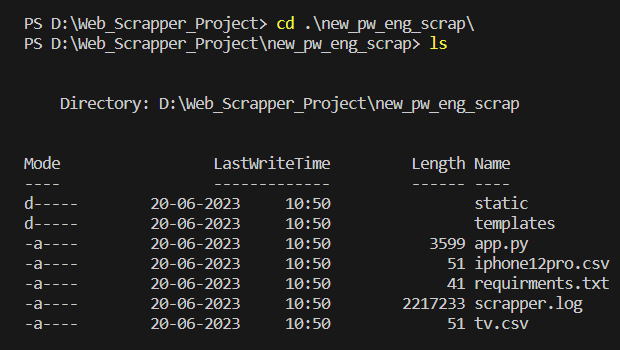 PS D:\Web_Scrapper_Project> cd .\new_pw_eng_scrap\
PS D:\Web_Scrapper_Project\new_pw_eng_scrap> ls
Directory: D:\Web_Scrapper_Project\new_pw_eng_scrap
Mode LastWriteTime Length Name
---- ------------- ------ ----
d----- 20-06-2023 10:50 static
d----- 20-06-2023 10:50 templates
-a---- 20-06-2023 10:50 3599 app.py
-a---- 20-06-2023 10:50 51 iphone12pro.csv
-a---- 20-06-2023 10:50 41 requirments.txt
-a---- 20-06-2023 10:50 2217233 scrapper.log
-a---- 20-06-2023 10:50 51 tv.csv